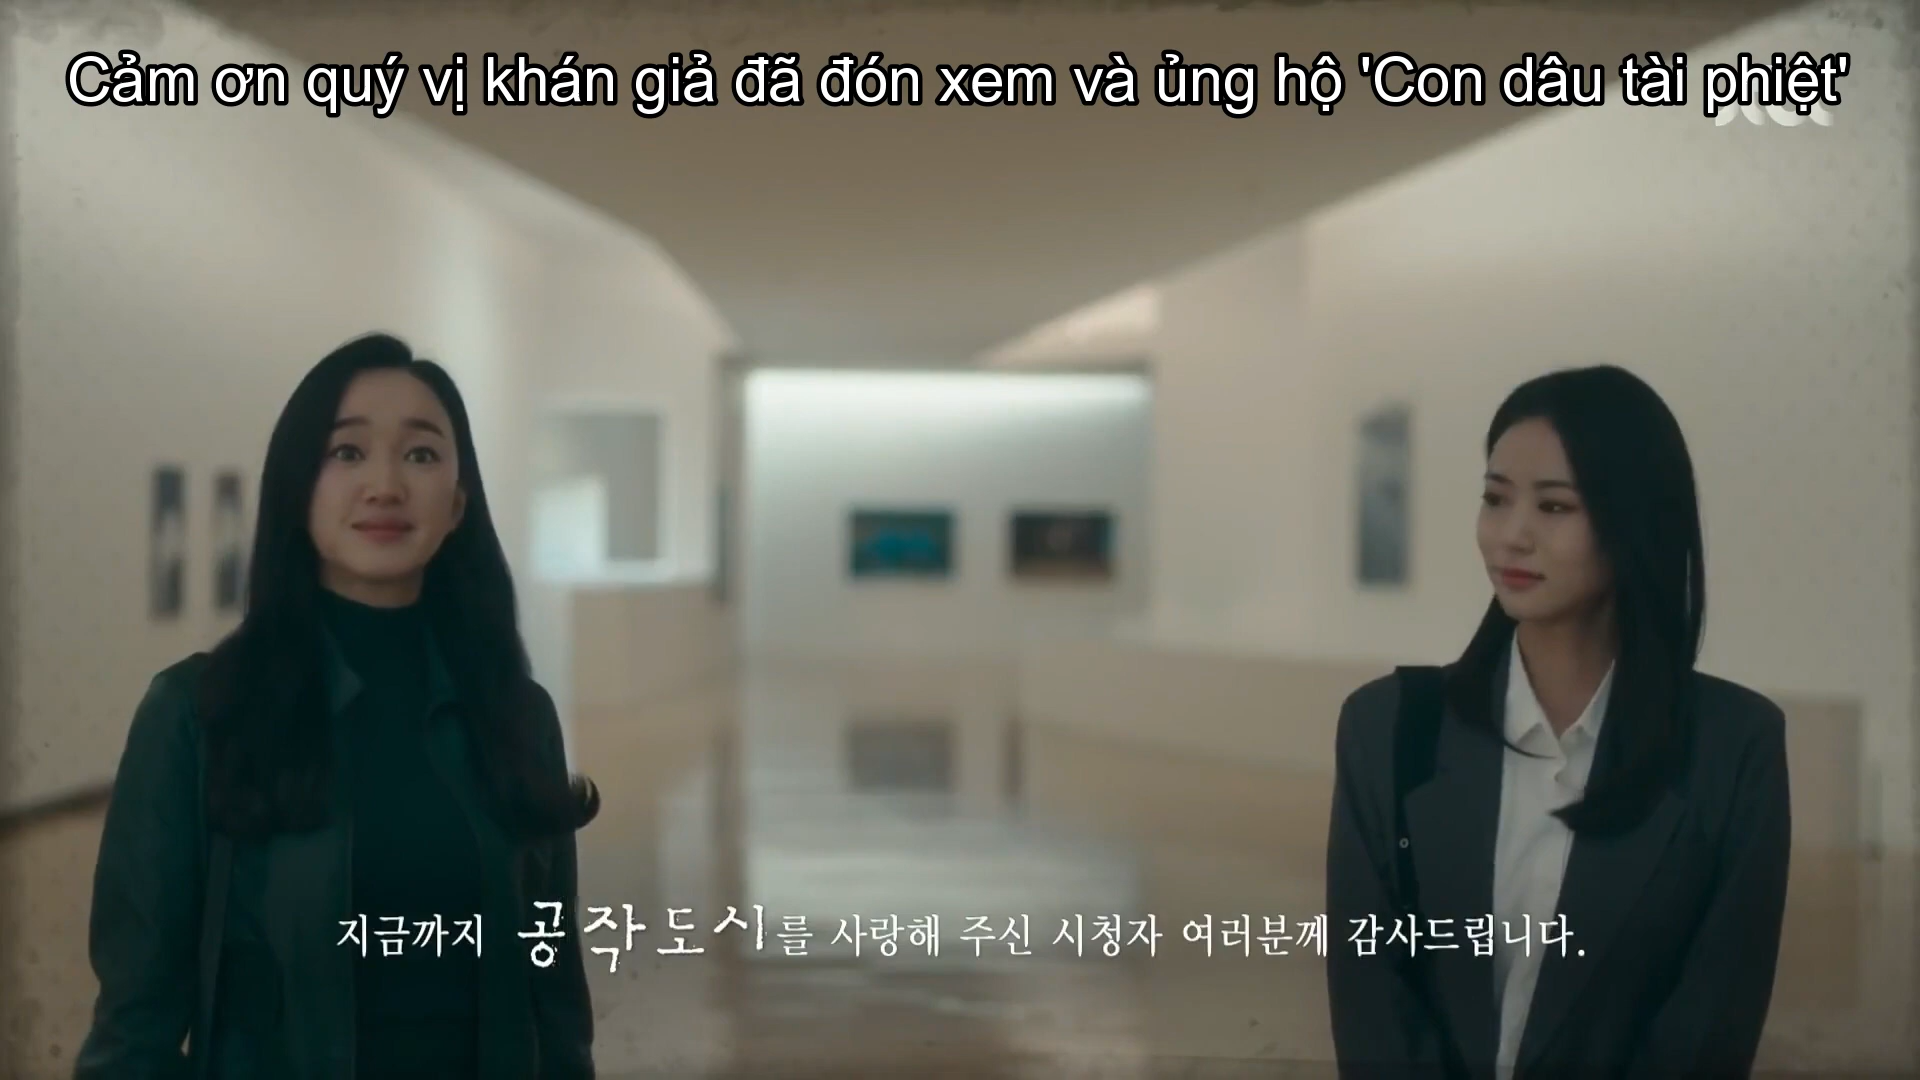 Cảm ơn quý vị khán giả đã đón xem và ủng hộ 'Con dâu tài phiệt'
지금까지 공작도시를 사랑해 주신 시청자 여러분께 감사드립니다.